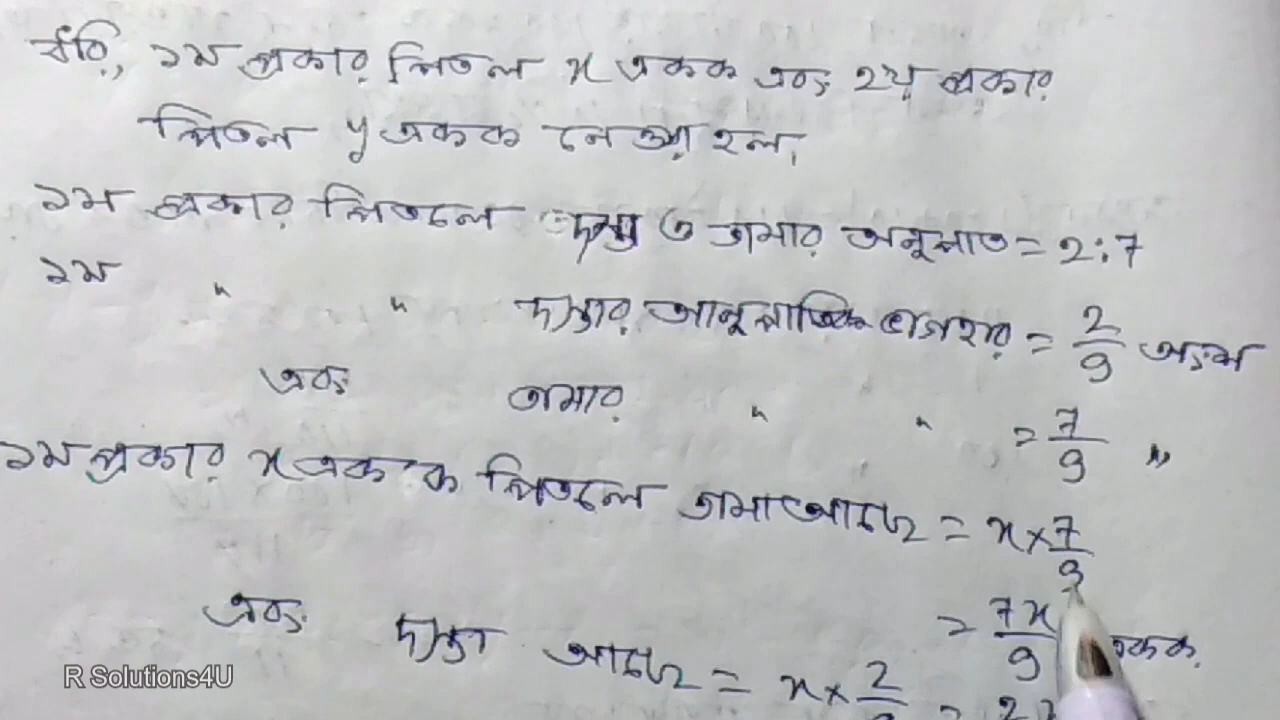 ধরি, ১ম প্রকার পিতল x একক এবং ২য় প্রকার
পিতল y একক নেওয়া হল,
১ম প্রকার পিতলে দস্তা ও তামার অনুপাত = 2:7
১ম " " দস্তার আনুপাতিক ভাগহার = 2/9 অংশ
এবং তামার " " = 7/9 "
১ম প্রকার x একক পিতলে তামা আছে = x × 7/9
= 7x/9 একক
এবং দস্তা আছে = x × 2/9 =
R Solutions4U